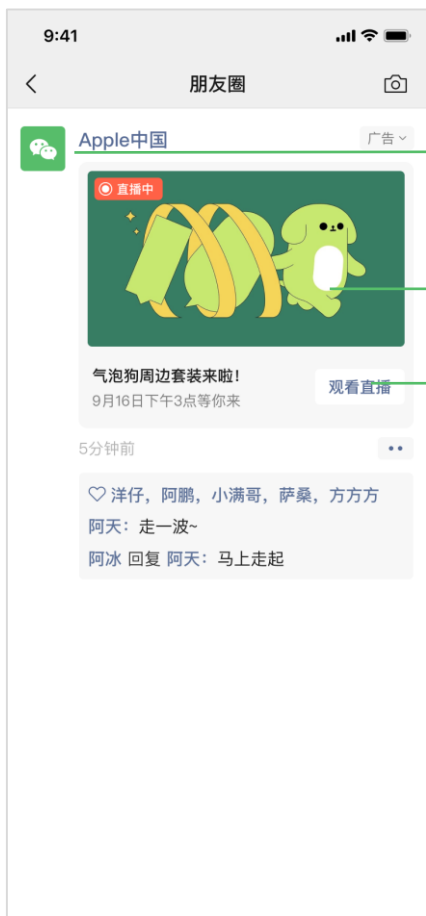 9:41
朋友圈
Apple中国
广告
直播中
气泡狗周边套装来啦！
9月16日下午3点等你来
观看直播
5分钟前
洋仔，阿鹏，小满哥，萨桑，方方方
阿天：走一波~
阿冰 回复 阿天：马上走起